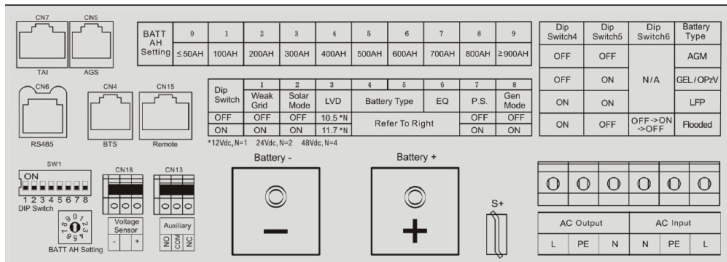 CN7 CN5
TAI AGS
CN6 CN4 CN15
RS485 BTS Remote
SW1
ON
1 2 3 4 5 6 7 8
DIP Switch
BATT AH Setting
CN18 CN13
Voltage Sensor
- +
Auxiliary
NO COM NC
BATT AH Setting 0 1 2 3 4 5 6 7 8 9
≤50AH 100AH 200AH 300AH 400AH 500AH 600AH 700AH 800AH ≥900AH
Dip Switch 1 2 3 4 5 6 7 8
Weak Grid Solar Mode LVD Battery Type EQ P.S. Gen Mode
OFF OFF OFF 10.5 *N Refer To Right OFF OFF
ON ON ON 11.7 *N ON ON
*12Vdc, N=1 24Vdc, N=2 48Vdc, N=4
Battery - Battery +
− +
S+
Dip Switch4 Dip Switch5 Dip Switch6 Battery Type
OFF OFF N/A AGM
OFF ON GEL/OPzV
ON ON LFP
ON OFF OFF->ON ->OFF Flooded
AC Output AC Input
L PE N N PE L